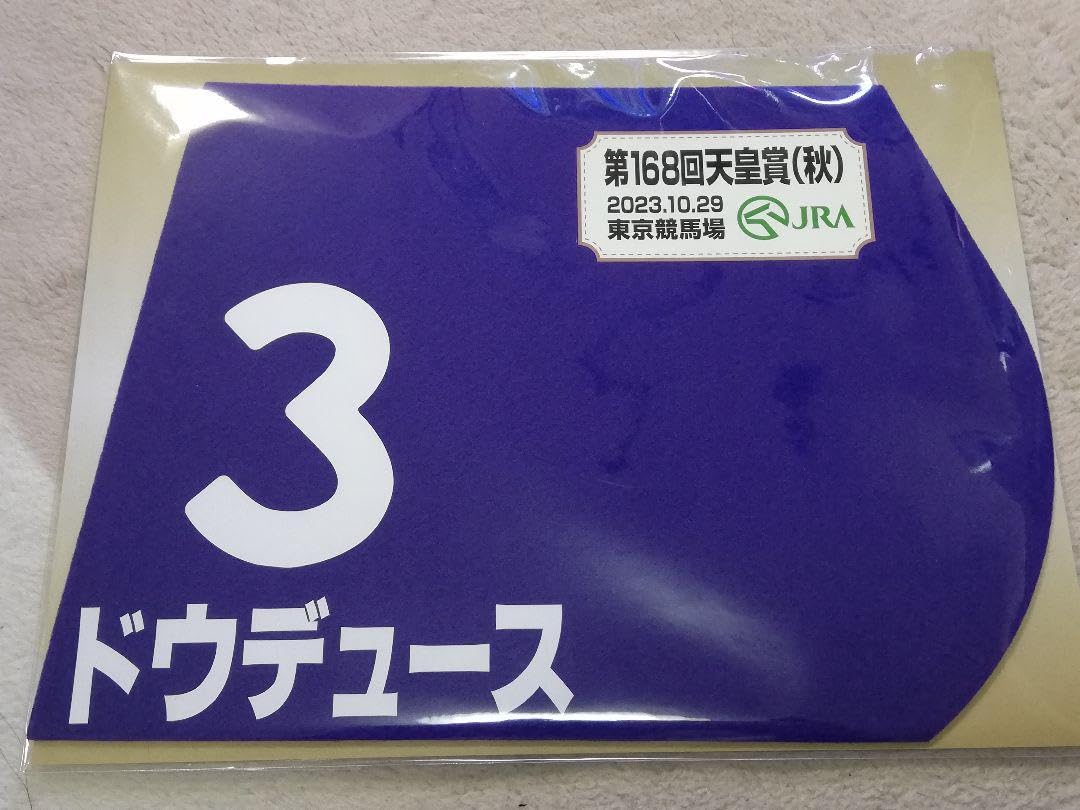 第168回天皇賞(秋)
2023.10.29
東京競馬場
JRA
3
ドウデュース